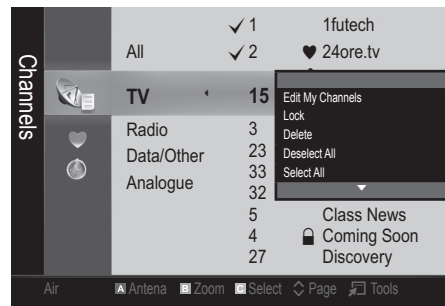 Channels
✓ 1 1futech
All ✓ 2 ♥ 24ore.tv
TV 15
Edit My Channels
Lock
Delete
Deselect All
Select All
Radio 3
Data/Other 23
Analogue 33
32
5 Class News
4 Coming Soon
27 Discovery
Air A Antena B Zoom C Select Page Tools